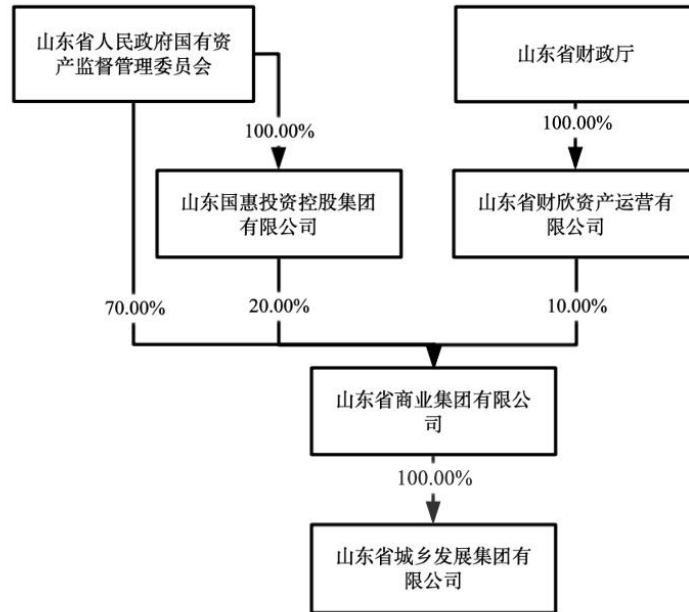 山东省人民政府国有资
产监督管理委员会
山东省财政厅
100.00%
100.00%
山东国惠投资控股集团
有限公司
山东省财欣资产运营有
限公司
70.00%
20.00%
10.00%
山东省商业集团有限公
司
100.00%
山东省城乡发展集团有
限公司